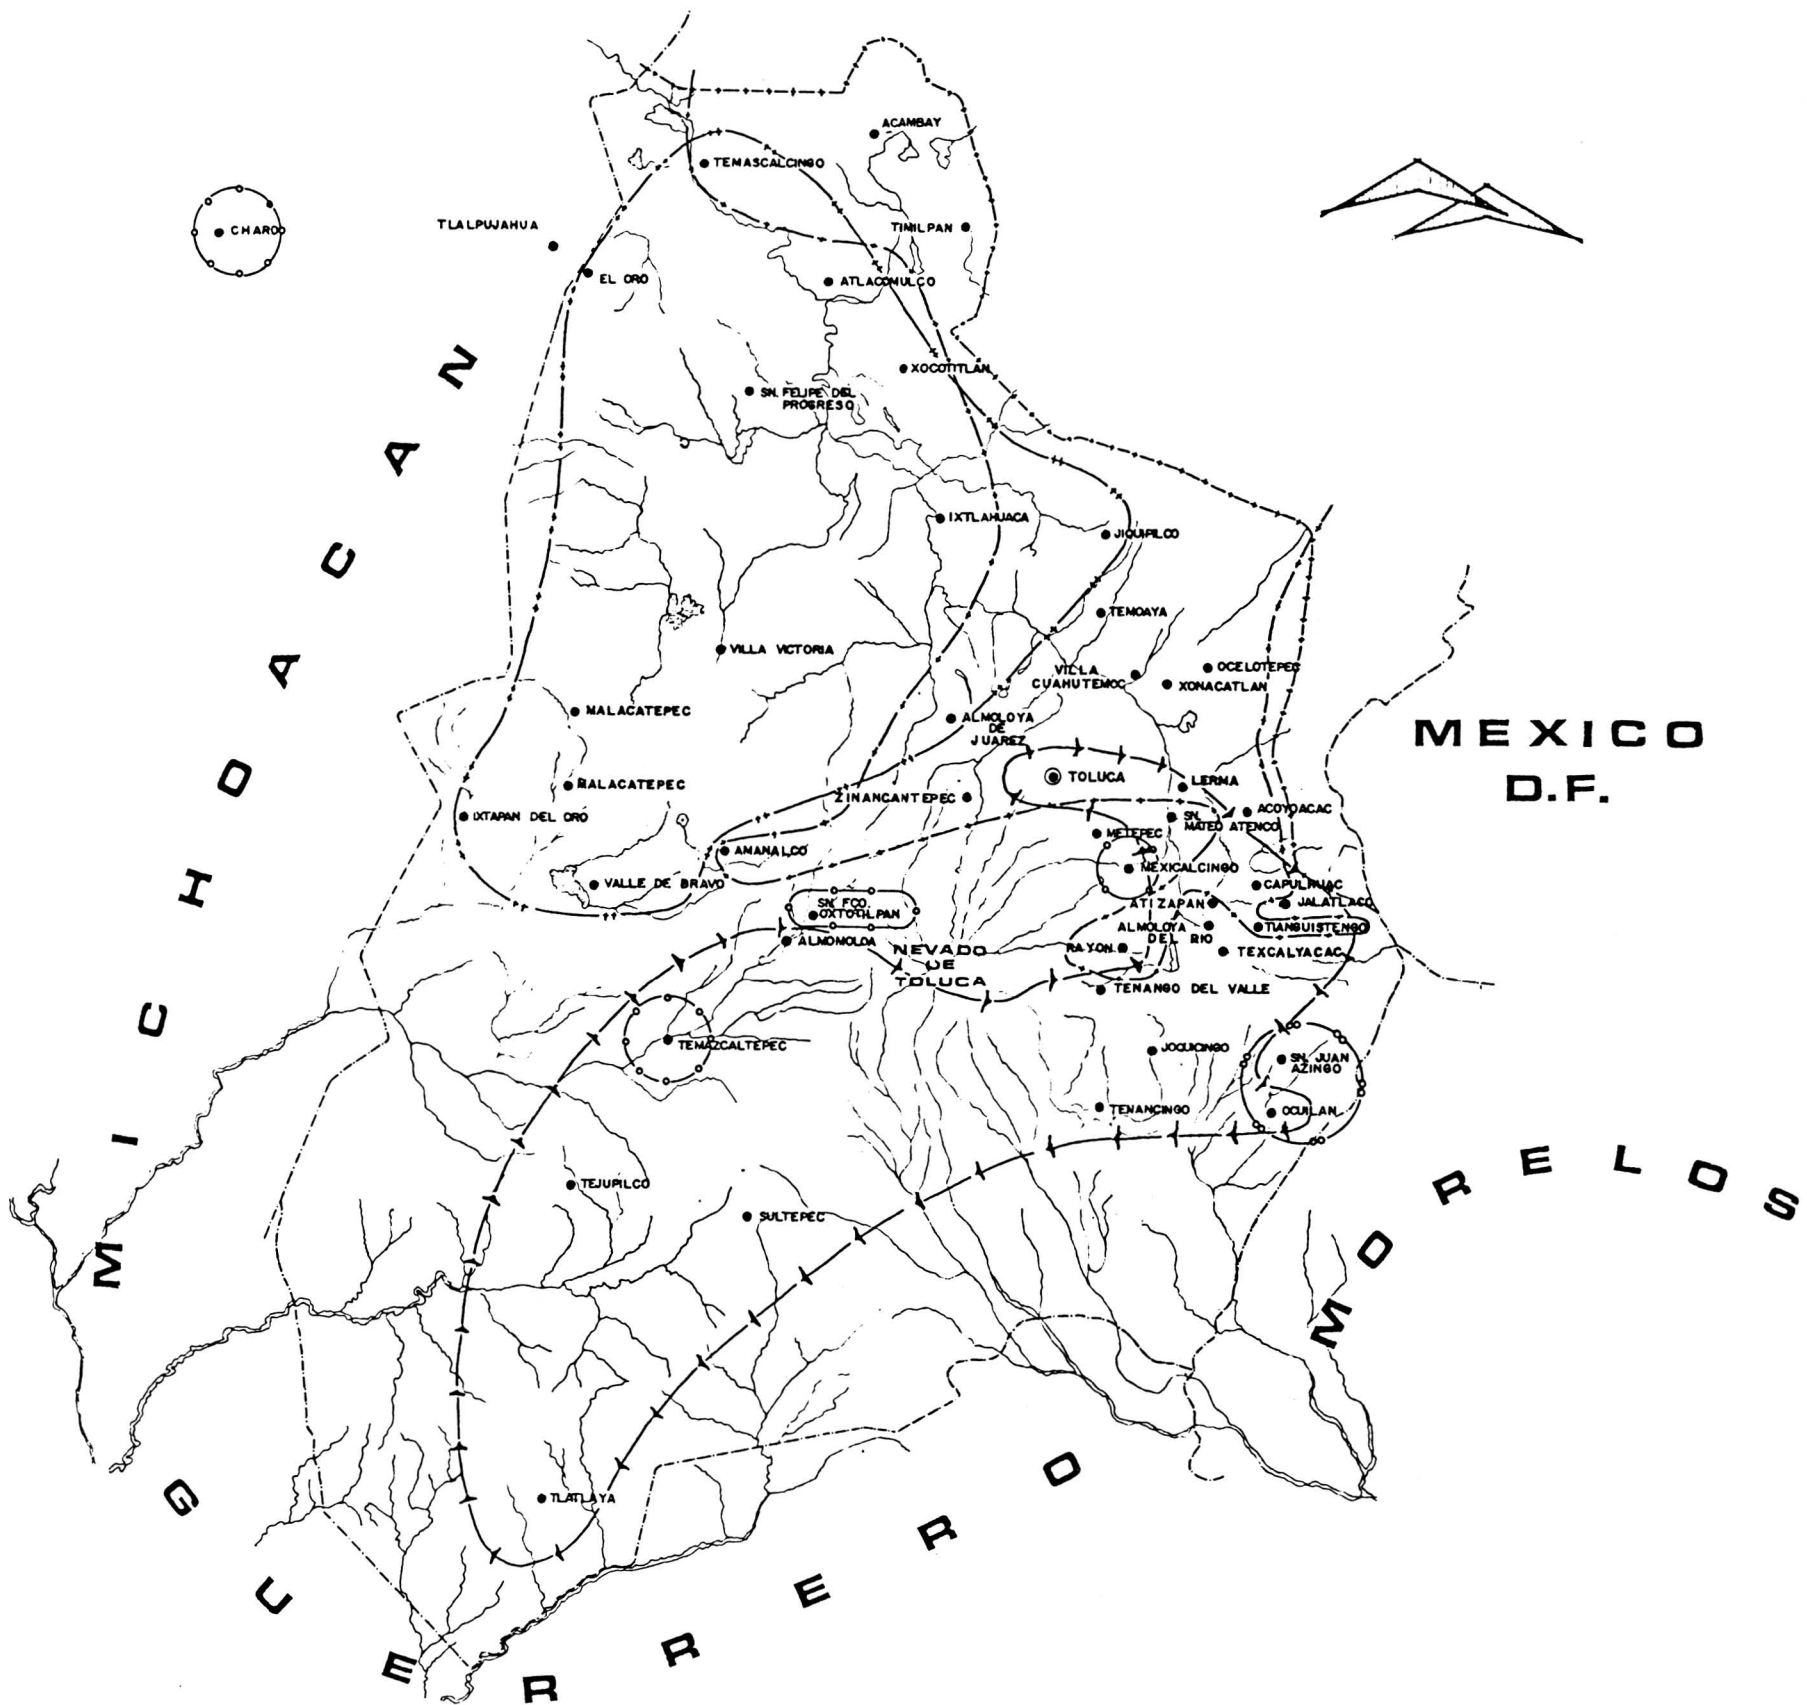 ACAMBAY
TEMASCALCINGO
CHARO
TLALPUJAHUA
TIMILPAN
EL ORO
ATLACOMULCO
XOCOTITLAN
SN. FELIPE DEL
PROGRESO
IXTLAHUACA
JIQUIPILCO
TEMOAYA
VILLA VICTORIA
VILLA
CUAHUTEMOC
OCELOTEPEC
XONACATLAN
MALACATEPEC
ALMOLOYA
DE
JUAREZ
MEXICO
D.F.
TOLUCA
LERMA
MALACATEPEC
ZINANCANTEPEC
IXTAPAN DEL ORO
ACOYOACAC
SN.
MATEO ATENCO
METEPEC
AMANALCO
MEXICALCINGO
VALLE DE BRAVO
CAPULHUAC
ATIZAPAN
JALATLACO
SN. FCO.
OXTOTILPAN
ALMOLOYA
DEL RIO
TIANGUISTENGO
ALMOMOLOA
RAYON
TEXCALYACAC
NEVADO
DE
TOLUCA
TENANGO DEL VALLE
TEMAZCALTEPEC
JOQUICINGO
SN. JUAN
AZINGO
TENANCINGO
OCUILAN
TEJUPILCO
SULTEPEC
TLATLAYA
MICHOACAN
GUERRERO
MORELOS